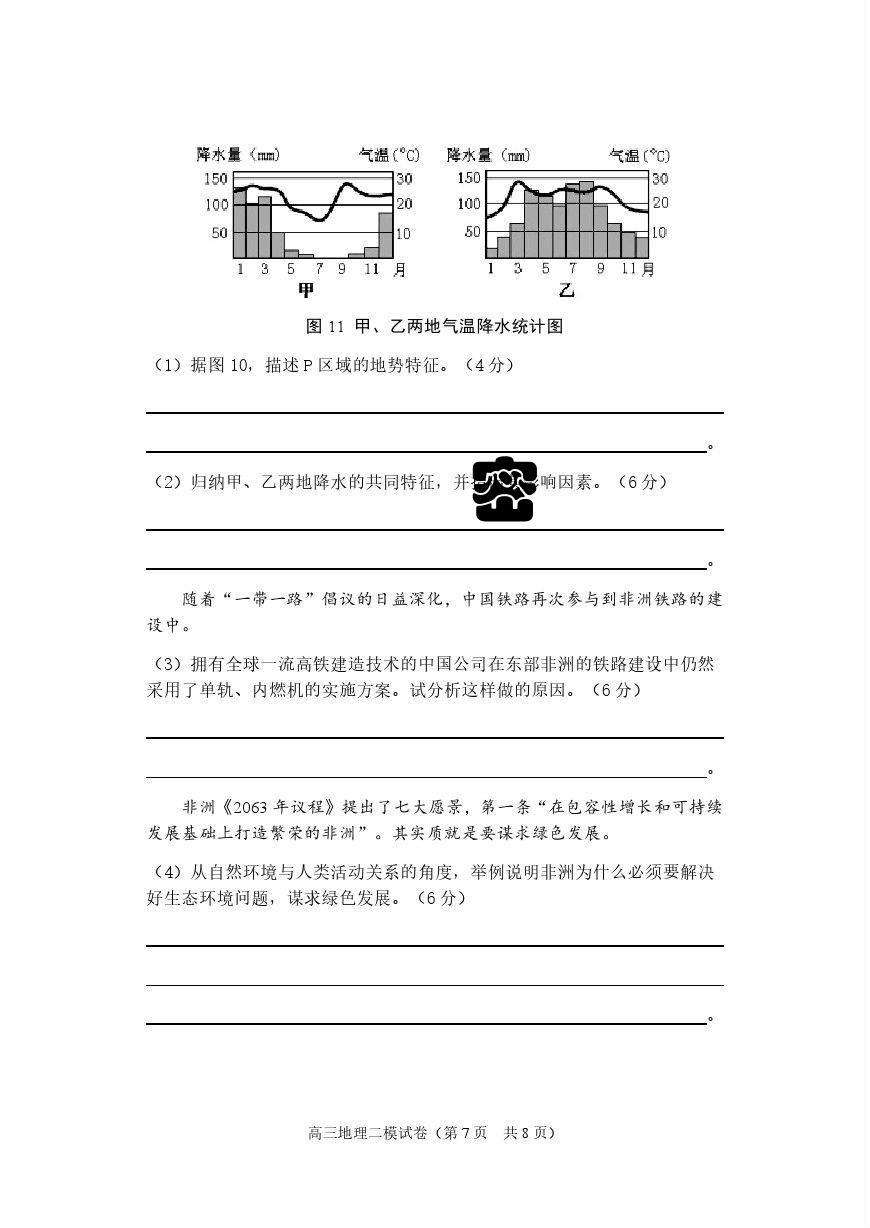 降水量(mm) 气温(°C) 降水量(mm) 气温(°C)
150 30 150 30
100 20 100 20
50 10 50 10
1 3 5 7 9 11 月 1 3 5 7 9 11 月
甲 乙
图 11 甲、乙两地气温降水统计图
（1）据图 10，描述 P 区域的地势特征。（4 分）
。
（2）归纳甲、乙两地降水的共同特征，并 影响因素。（6 分）
。
随着“一带一路”倡议的日益深化，中国铁路再次参与到非洲铁路的建
设中。
（3）拥有全球一流高铁建造技术的中国公司在东部非洲的铁路建设中仍然
采用了单轨、内燃机的实施方案。试分析这样做的原因。（6 分）
。
非洲《2063 年议程》提出了七大愿景，第一条“在包容性增长和可持续
发展基础上打造繁荣的非洲”。其实质就是要谋求绿色发展。
（4）从自然环境与人类活动关系的角度，举例说明非洲为什么必须要解决
好生态环境问题，谋求绿色发展。（6 分）
。
高三地理二模试卷（第 7 页 共 8 页）